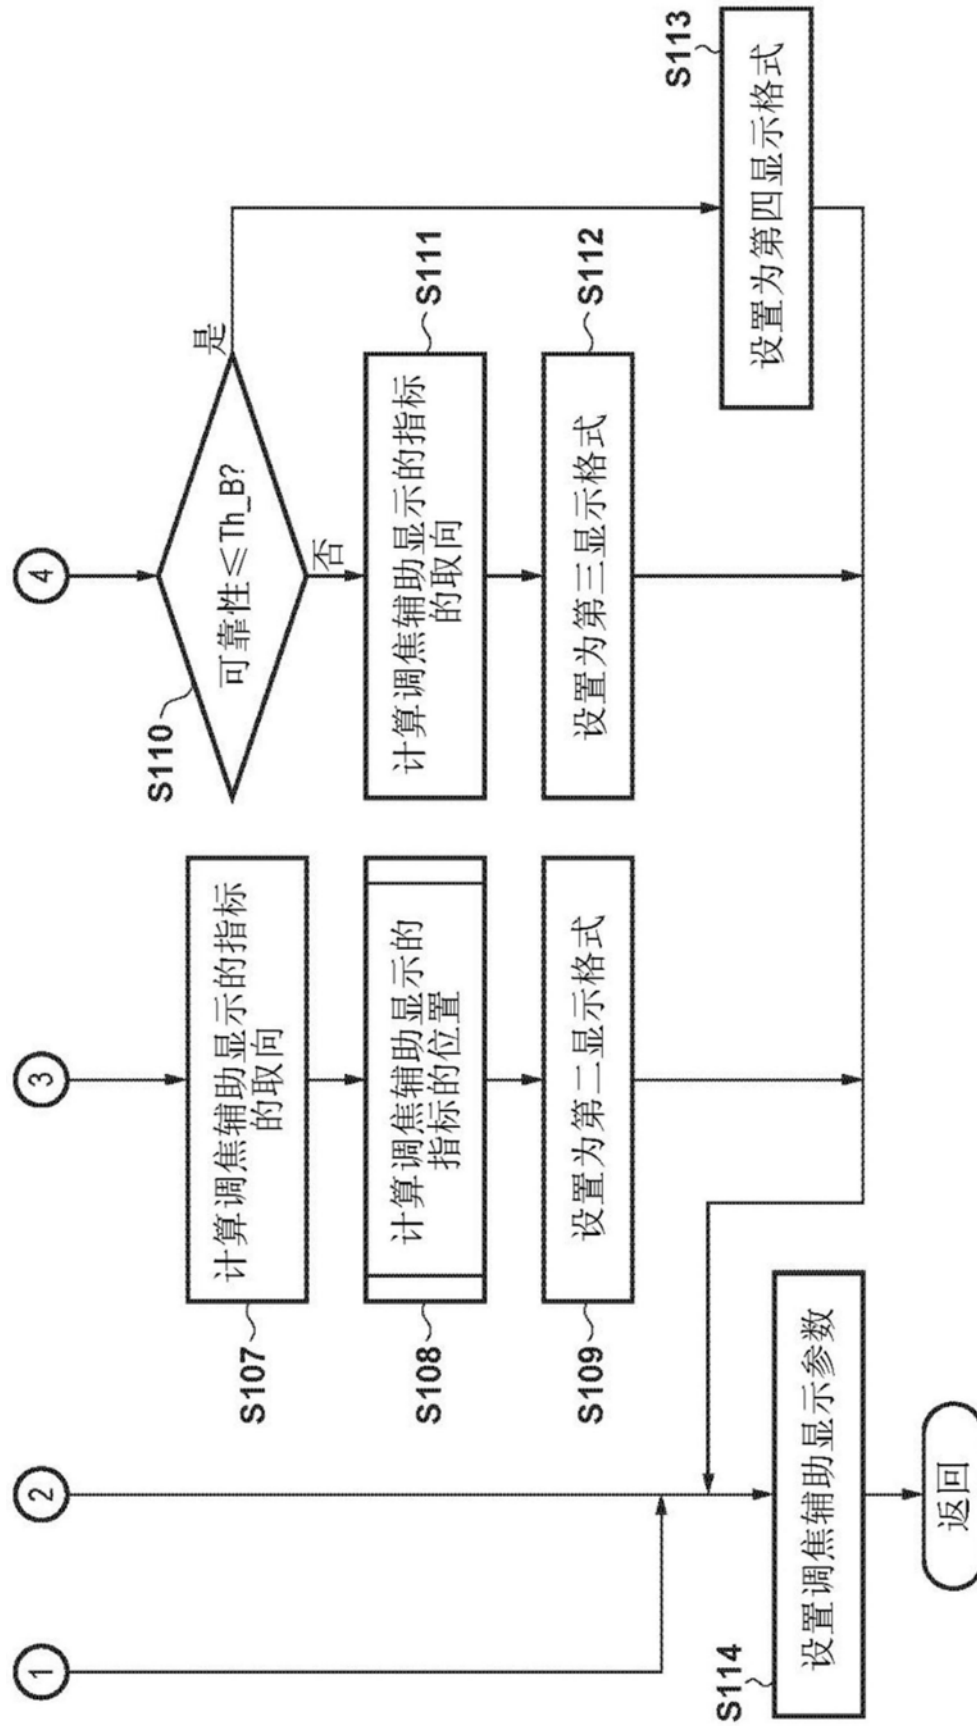 1
2
3
4
S107
计算调焦辅助显示的指标
的取向
S108
计算调焦辅助显示的
指标的位置
S109
设置为第二显示格式
S110
可靠性≤Th_B?
是
否
S111
计算调焦辅助显示的指标
的取向
S112
设置为第三显示格式
S113
设置为第四显示格式
S114
设置调焦辅助显示参数
返回